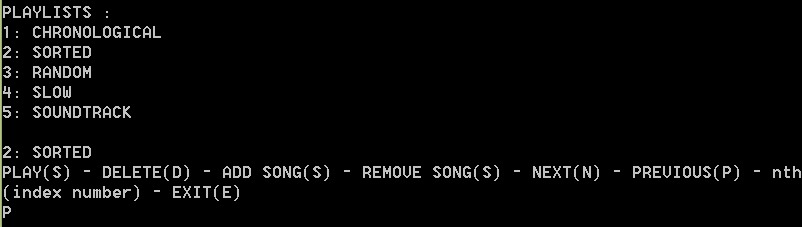 PLAYLISTS :
1: CHRONOLOGICAL
2: SORTED
3: RANDOM
4: SLOW
5: SOUNDTRACK
2: SORTED
PLAY(S) - DELETE(D) - ADD SONG(S) - REMOVE SONG(S) - NEXT(N) - PREVIOUS(P) - nth
(index number) - EXIT(E)
P